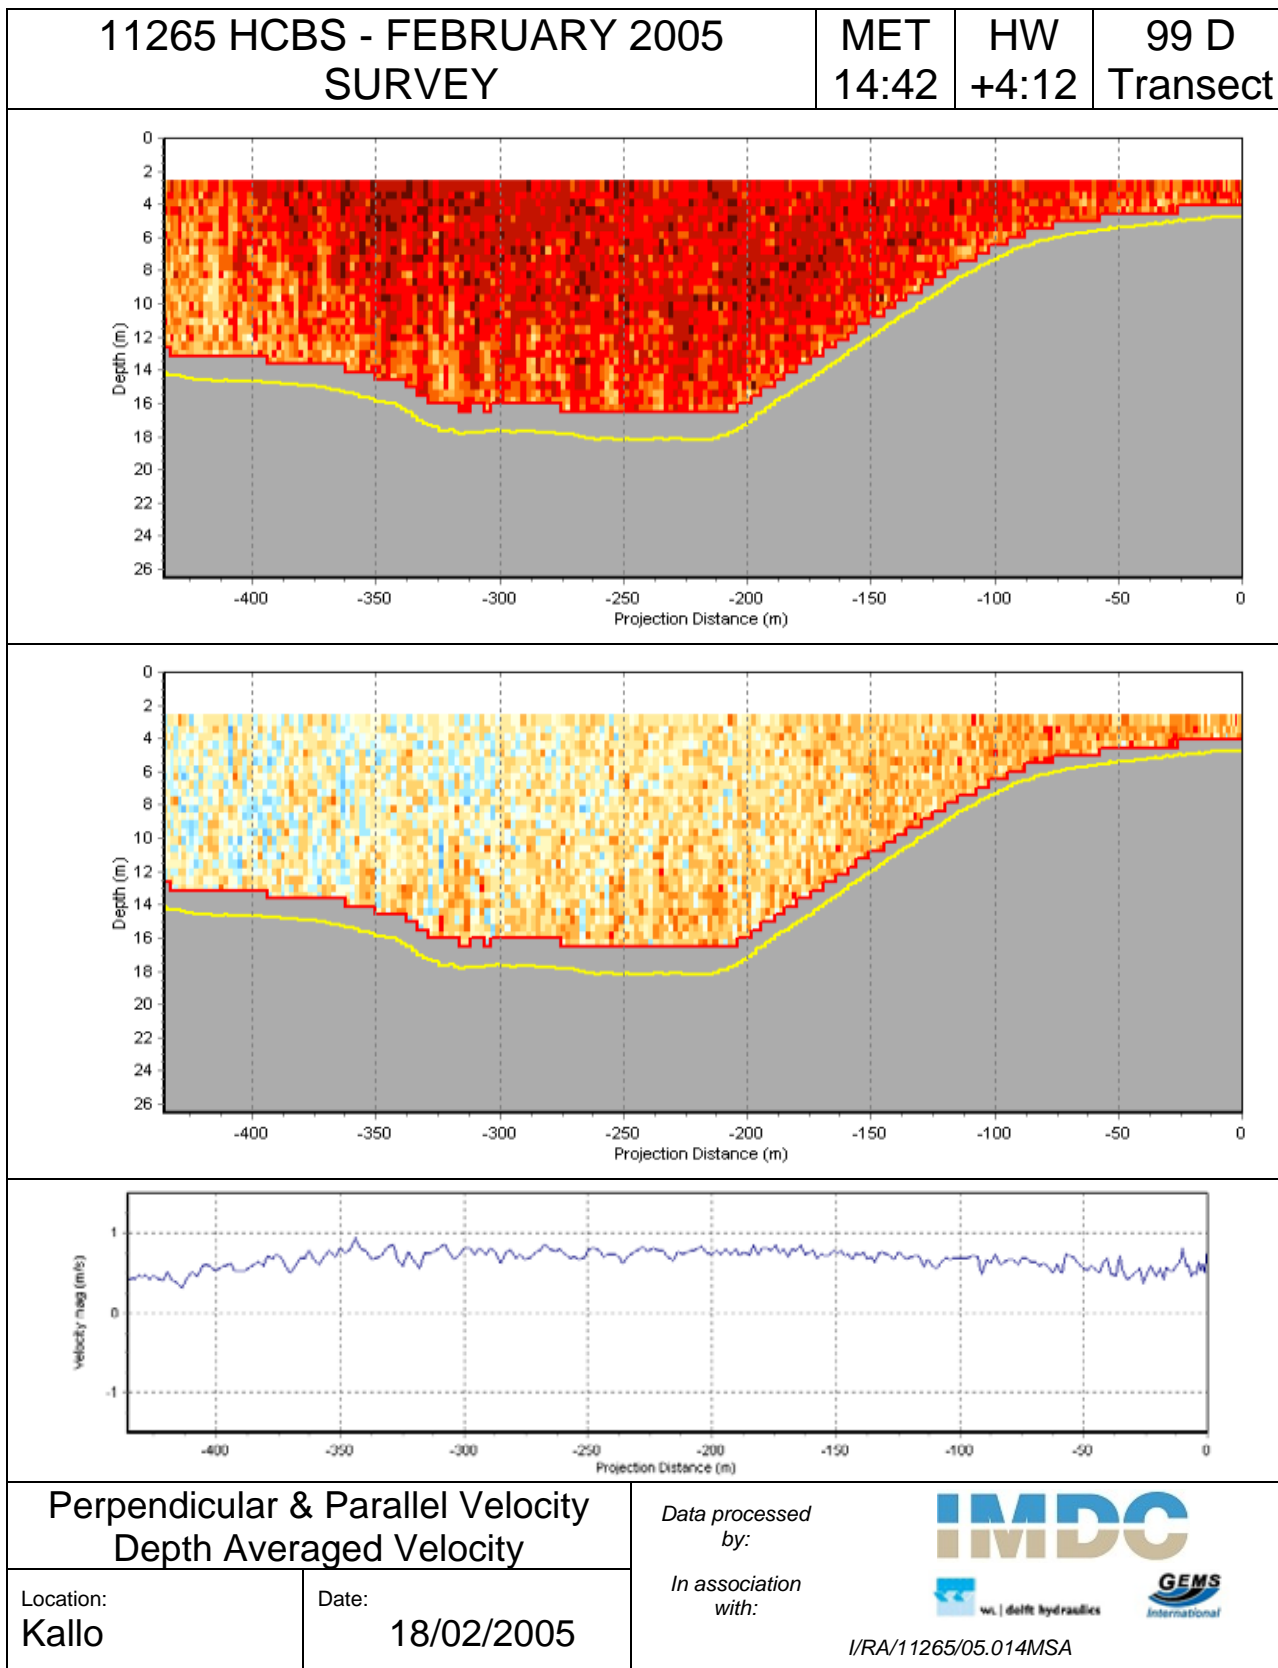 11265 HCBS - FEBRUARY 2005
SURVEY
MET
14:42
HW
+4:12
99 D
Transect
0
2
4
6
8
10
12
14
16
18
20
22
24
26
Depth (m)
-400 -350 -300 -250 -200 -150 -100 -50 0
Projection Distance (m)
0
2
4
6
8
10
12
14
16
18
20
22
24
26
Depth (m)
-400 -350 -300 -250 -200 -150 -100 -50 0
Projection Distance (m)
1
0
-1
Velocity mag (m/s)
-400 -350 -300 -250 -200 -150 -100 -50 0
Projection Distance (m)
Perpendicular & Parallel Velocity
Depth Averaged Velocity
Location:
Kallo
Date:
18/02/2005
Data processed
by:
IMDC
In association
with:
wl | delft hydraulics
GEMS
International
I/RA/11265/05.014MSA